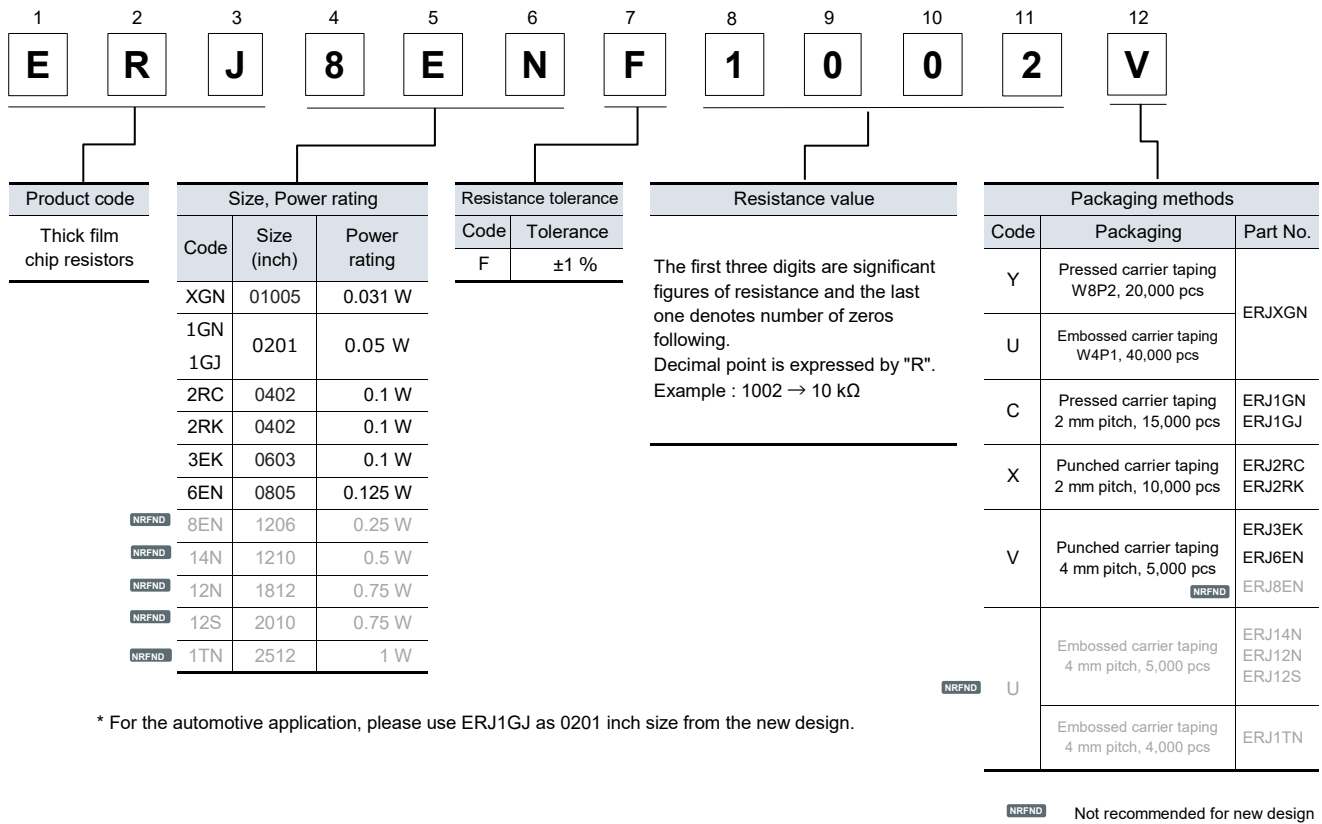 1 2 3 4 5 6 7 8 9 10 11 12
E R J 8 E N F 1 0 0 2 V
Product code
Thick film
chip resistors
Size, Power rating
Code Size (inch) Power rating
XGN 01005 0.031 W
1GN
1GJ
0201 0.05 W
2RC 0402 0.1 W
2RK 0402 0.1 W
3EK 0603 0.1 W
6EN 0805 0.125 W
NRFND 8EN 1206 0.25 W
NRFND 14N 1210 0.5 W
NRFND 12N 1812 0.75 W
NRFND 12S 2010 0.75 W
NRFND 1TN 2512 1 W
Resistance tolerance
Code Tolerance
F ±1 %
Resistance value
The first three digits are significant
figures of resistance and the last
one denotes number of zeros
following.
Decimal point is expressed by "R".
Example : 1002 → 10 kΩ
Packaging methods
Code Packaging Part No.
Y Pressed carrier taping
W8P2, 20,000 pcs
ERJXGN
U Embossed carrier taping
W4P1, 40,000 pcs
C Pressed carrier taping
2 mm pitch, 15,000 pcs
ERJ1GN
ERJ1GJ
X Punched carrier taping
2 mm pitch, 10,000 pcs
ERJ2RC
ERJ2RK
V Punched carrier taping
4 mm pitch, 5,000 pcs
ERJ3EK
ERJ6EN
NRFND ERJ8EN
NRFND U
Embossed carrier taping
4 mm pitch, 5,000 pcs
ERJ14N
ERJ12N
ERJ12S
Embossed carrier taping
4 mm pitch, 4,000 pcs
ERJ1TN
* For the automotive application, please use ERJ1GJ as 0201 inch size from the new design.
NRFND Not recommended for new design